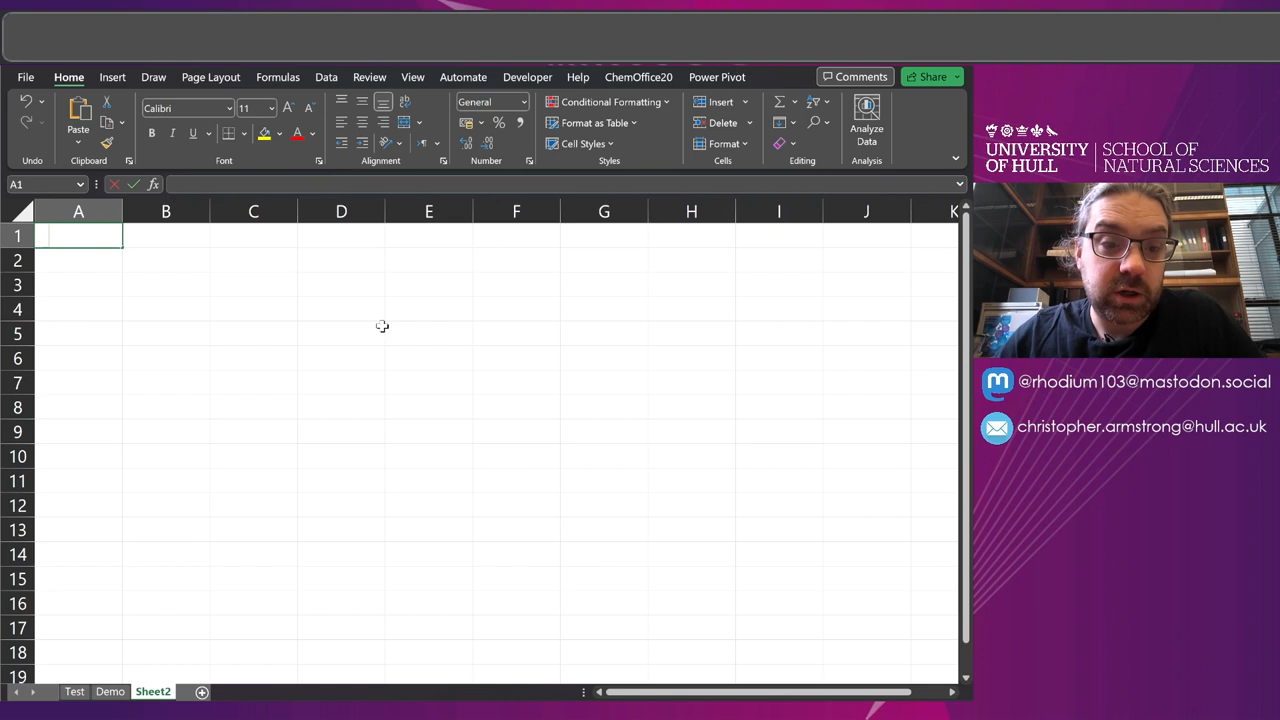 File Home Insert Draw Page Layout Formulas Data Review View Automate Developer Help ChemOffice20 Power Pivot Comments Share
Calibri 11 General Conditional Formatting Insert
Paste Format as Table Delete Analyze Data
B I U A % Cell Styles Format
Undo Clipboard Font Alignment Number Styles Cells Editing Analysis
A1 fx
A B C D E F G H I J K
1
2
3
4
5
6
7
8
9
10
11
12
13
14
15
16
17
18
19
Test Demo Sheet2
UNIVERSITY OF HULL
SCHOOL OF NATURAL SCIENCES
@rhodium103@mastodon.social
christopher.armstrong@hull.ac.uk